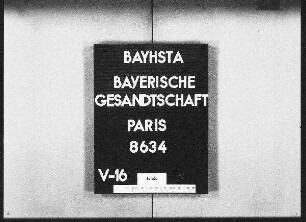 BAYHSTA
BAYERISCHE
GESANDTSCHAFT
PARIS
8634
V-16